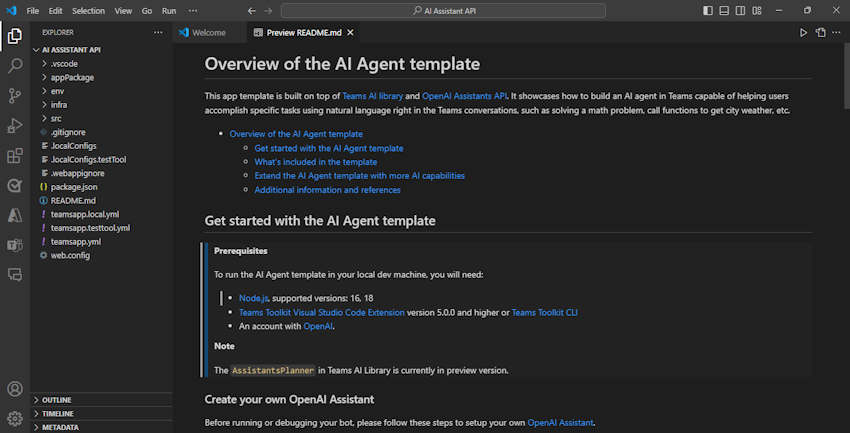 File Edit Selection View Go Run ···
AI Assistant API
EXPLORER ···
Welcome
Preview README.md
AI ASSISTANT API
.vscode
appPackage
env
infra
src
.gitignore
.localConfigs
.localConfigs.testTool
.webappignore
package.json
README.md
teamsapp.local.yml
teamsapp.testtool.yml
teamsapp.yml
web.config
OUTLINE
TIMELINE
METADATA
Overview of the AI Agent template
This app template is built on top of Teams AI library and OpenAI Assistants API. It showcases how to build an AI agent in Teams capable of helping users
accomplish specific tasks using natural language right in the Teams conversations, such as solving a math problem, call functions to get city weather, etc.
• Overview of the AI Agent template
○ Get started with the AI Agent template
○ What's included in the template
○ Extend the AI Agent template with more AI capabilities
○ Additional information and references
Get started with the AI Agent template
Prerequisites
To run the AI Agent template in your local dev machine, you will need:
• Node.js, supported versions: 16, 18
• Teams Toolkit Visual Studio Code Extension version 5.0.0 and higher or Teams Toolkit CLI
• An account with OpenAI.
Note
The AssistantsPlanner in Teams AI Library is currently in preview version.
Create your own OpenAI Assistant
Before running or debugging your bot, please follow these steps to setup your own OpenAI Assistant.